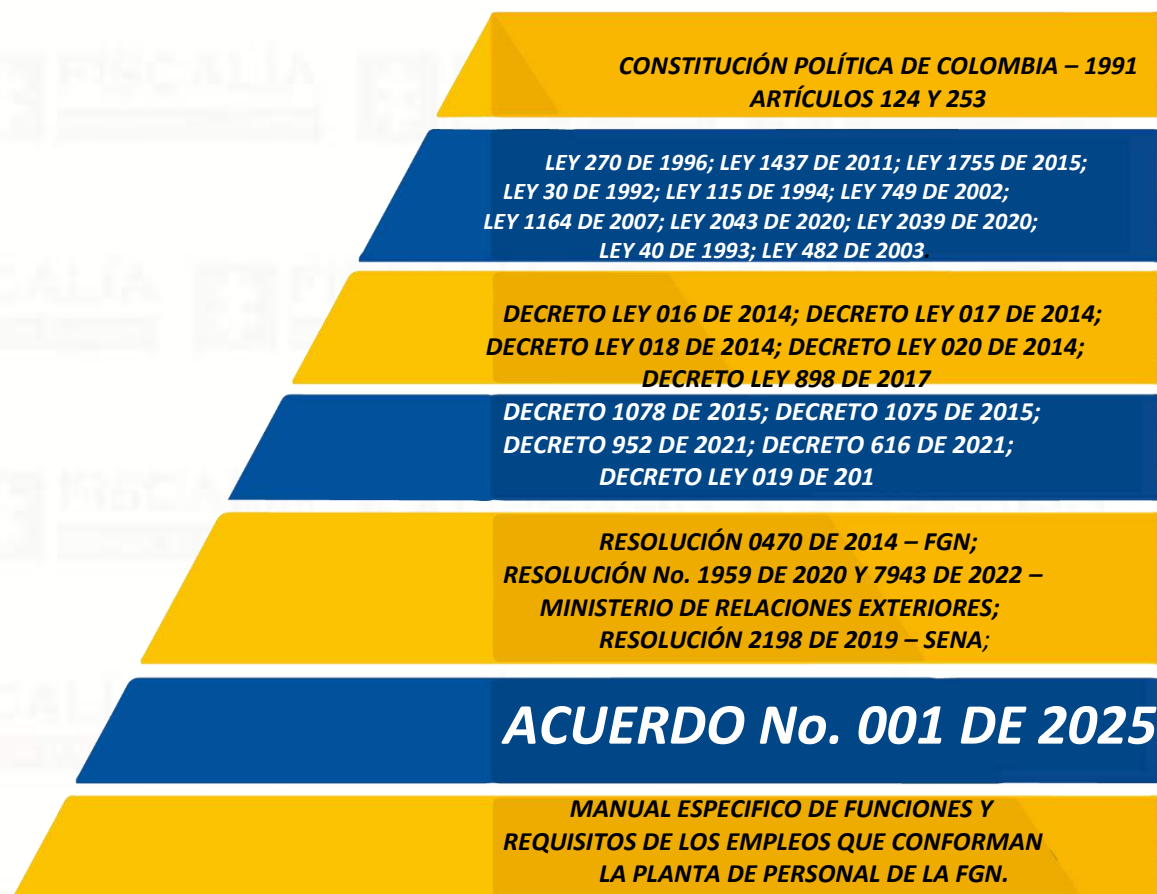 CONSTITUCIÓN POLÍTICA DE COLOMBIA – 1991
ARTÍCULOS 124 Y 253
LEY 270 DE 1996; LEY 1437 DE 2011; LEY 1755 DE 2015;
LEY 30 DE 1992; LEY 115 DE 1994; LEY 749 DE 2002;
LEY 1164 DE 2007; LEY 2043 DE 2020; LEY 2039 DE 2020;
LEY 40 DE 1993; LEY 482 DE 2003.
DECRETO LEY 016 DE 2014; DECRETO LEY 017 DE 2014;
DECRETO LEY 018 DE 2014; DECRETO LEY 020 DE 2014;
DECRETO LEY 898 DE 2017
DECRETO 1078 DE 2015; DECRETO 1075 DE 2015;
DECRETO 952 DE 2021; DECRETO 616 DE 2021;
DECRETO LEY 019 DE 201
RESOLUCIÓN 0470 DE 2014 – FGN;
RESOLUCIÓN No. 1959 DE 2020 Y 7943 DE 2022 –
MINISTERIO DE RELACIONES EXTERIORES;
RESOLUCIÓN 2198 DE 2019 – SENA;
ACUERDO No. 001 DE 2025
MANUAL ESPECIFICO DE FUNCIONES Y
REQUISITOS DE LOS EMPLEOS QUE CONFORMAN
LA PLANTA DE PERSONAL DE LA FGN.